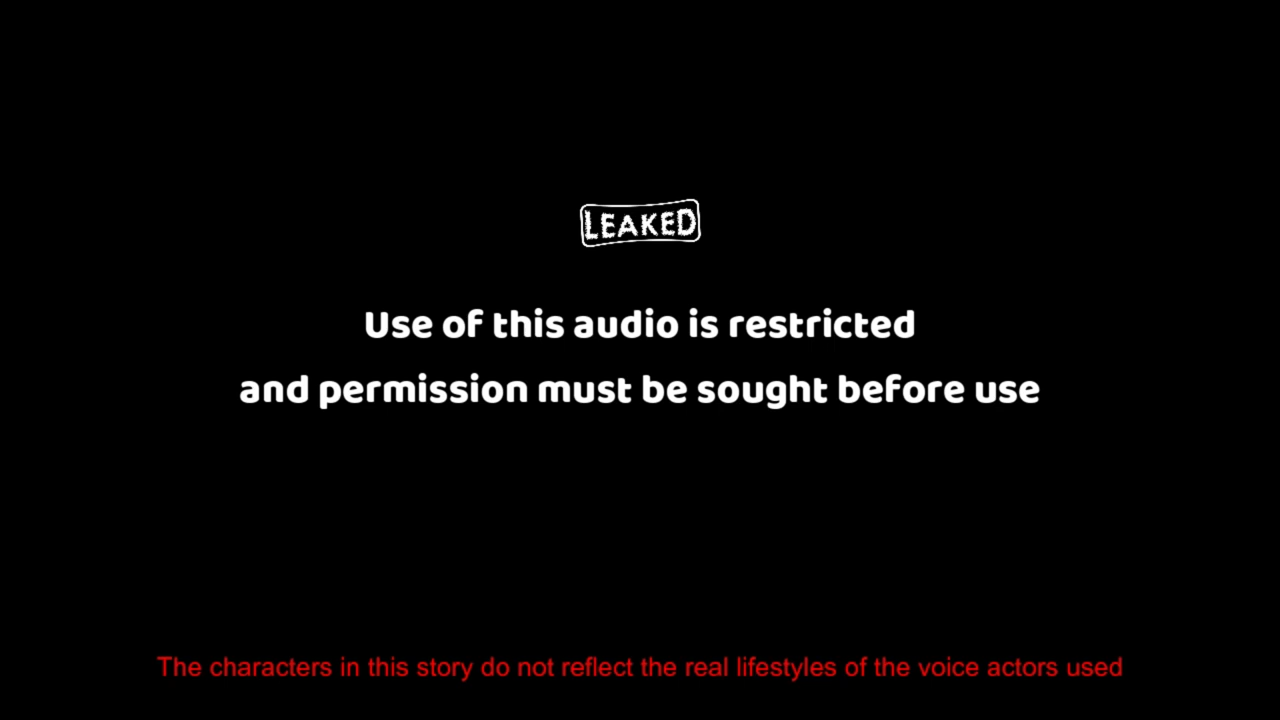 LEAKED
Use of this audio is restricted
and permission must be sought before use
The characters in this story do not reflect the real lifestyles of the voice actors used